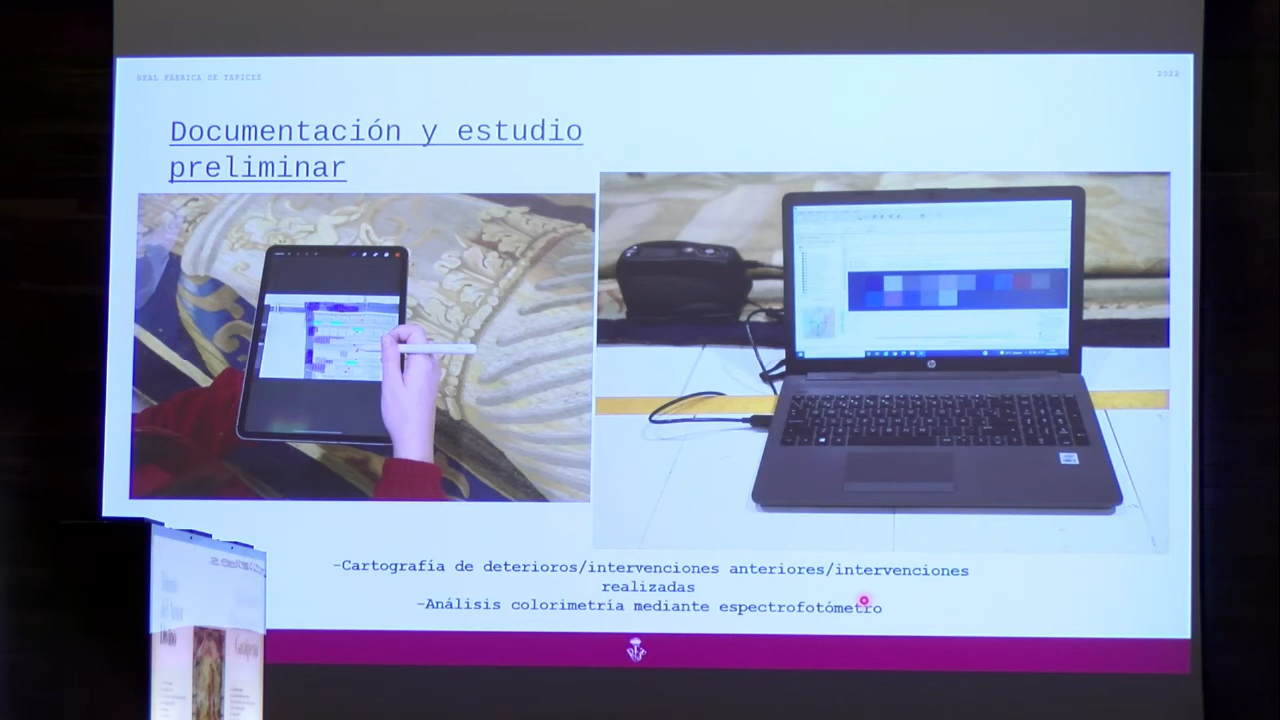 REAL FÁBRICA DE TAPICES
2022
Documentación y estudio
preliminar
-Cartografía de deterioros/intervenciones anteriores/intervenciones
realizadas
-Análisis colorimetría mediante espectrofotómetro
hp